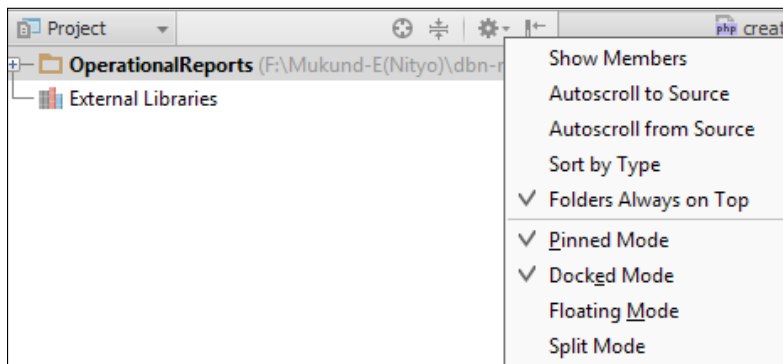 Project
php creat
OperationalReports (F:\Mukund-E(Nityo)\dbn-r
External Libraries
Show Members
Autoscroll to Source
Autoscroll from Source
Sort by Type
Folders Always on Top
Pinned Mode
Docked Mode
Floating Mode
Split Mode